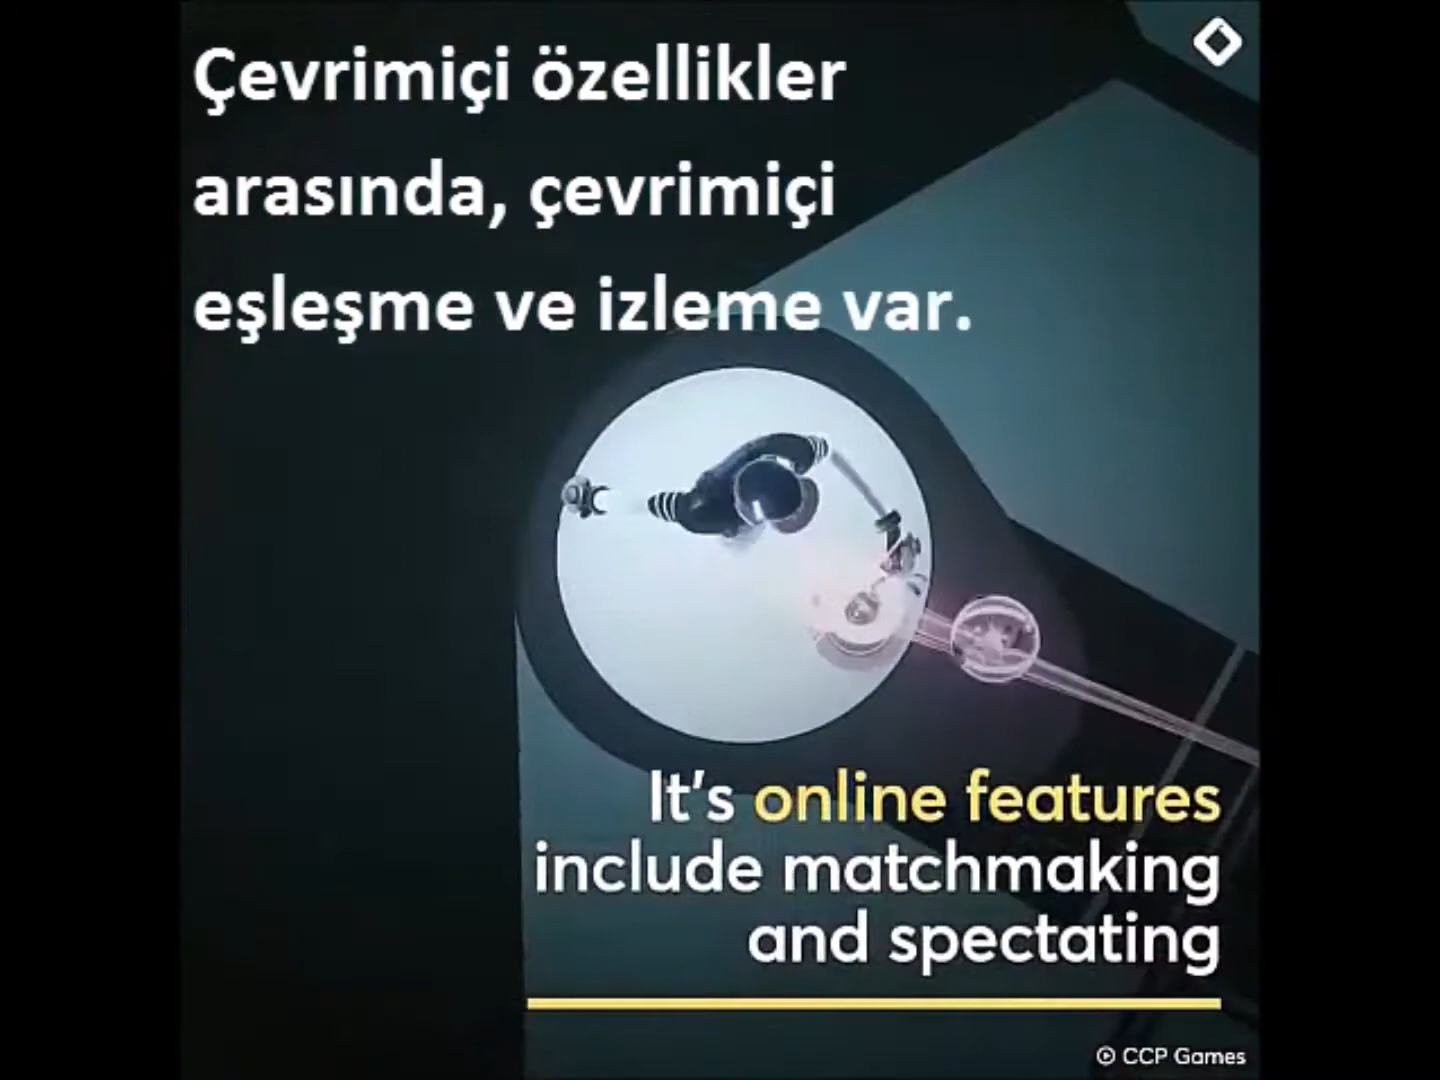 Çevrimiçi özellikler
arasında, çevrimiçi
eşleşme ve izleme var.
It's online features
include matchmaking
and spectating
© CCP Games